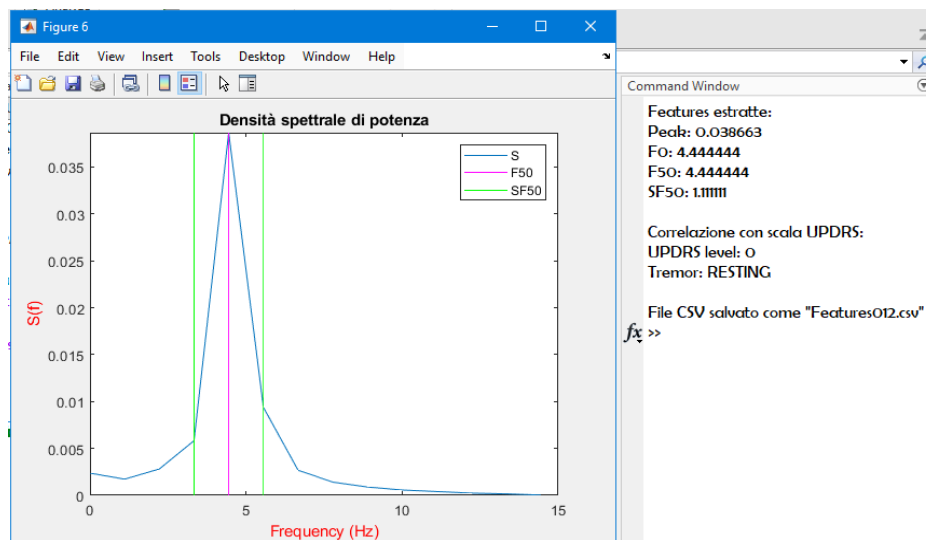 Figure 6
File Edit View Insert Tools Desktop Window Help
Densità spettrale di potenza
S
F50
SF50
0.035
0.03
0.025
0.02
0.015
0.01
0.005
0
S(f)
0 5 10 15
Frequency (Hz)
Command Window
Features estratte:
Peak: 0.038663
F0: 4.444444
F50: 4.444444
SF50: 1.111111
Correlazione con scala UPDRS:
UPDRS level: 0
Tremor: RESTING
File CSV salvato come "Features012.csv"
fx >>